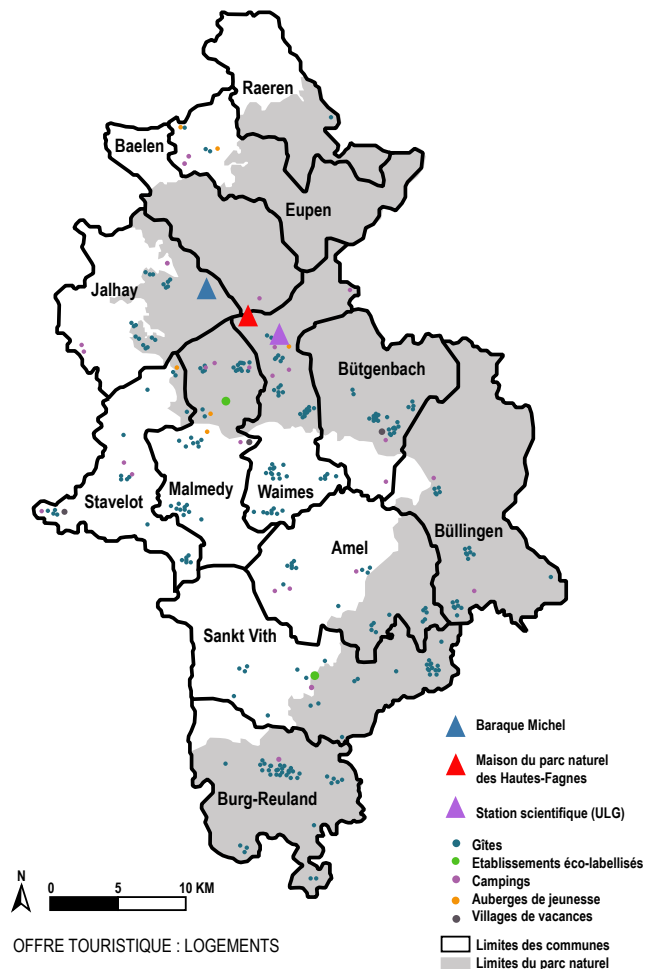 Raeren
Baelen
Eupen
Jalhay
Bütgenbach
Stavelot
Malmedy
Waimes
Büllingen
Amel
Sankt Vith
Burg-Reuland
Baraque Michel
Maison du parc naturel
des Hautes-Fagnes
Station scientifique (ULG)
Gîtes
Etablissements éco-labellisés
Campings
Auberges de jeunesse
Villages de vacances
Limites des communes
Limites du parc naturel
N
0 5 10 KM
OFFRE TOURISTIQUE : LOGEMENTS